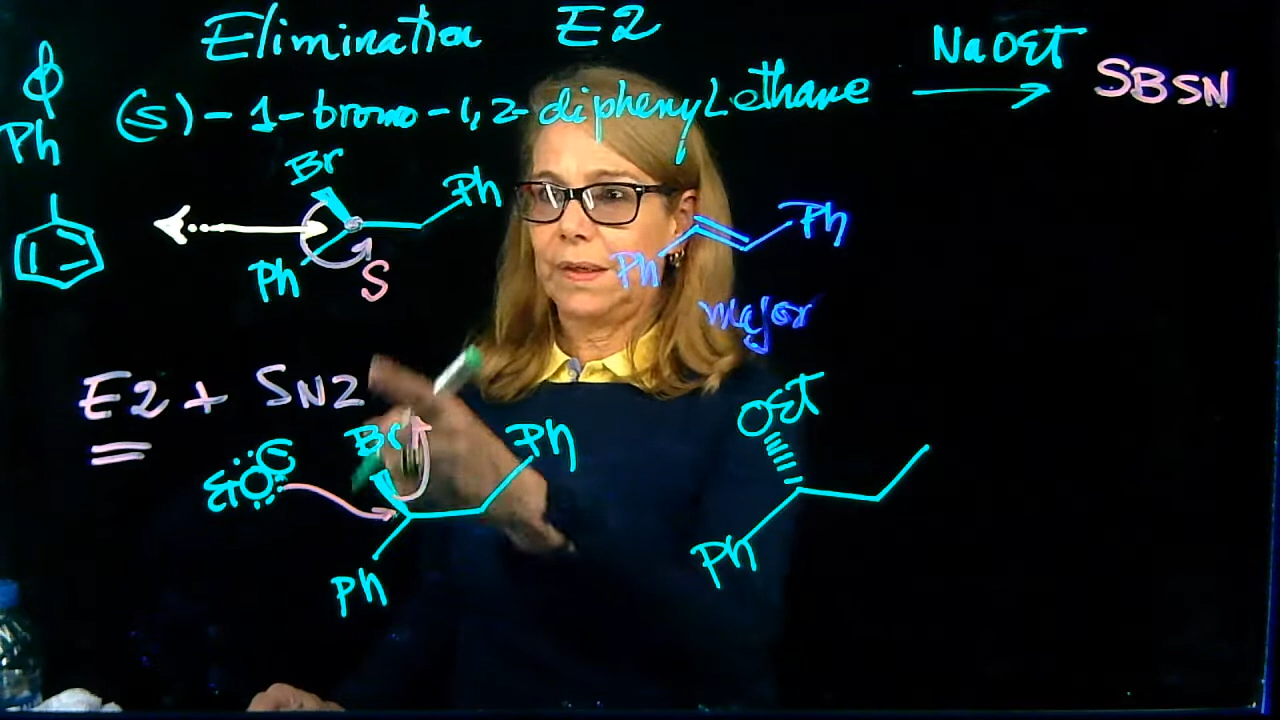 Elimination E2
(S)-1-bromo-1,2-diphenyLethane
NaOEt
SBSN
ϕ
Ph
Br
Ph
Ph
S
Ph
Ph
major
E2 + SN2
EtO
Br
Ph
Ph
OEt
Ph